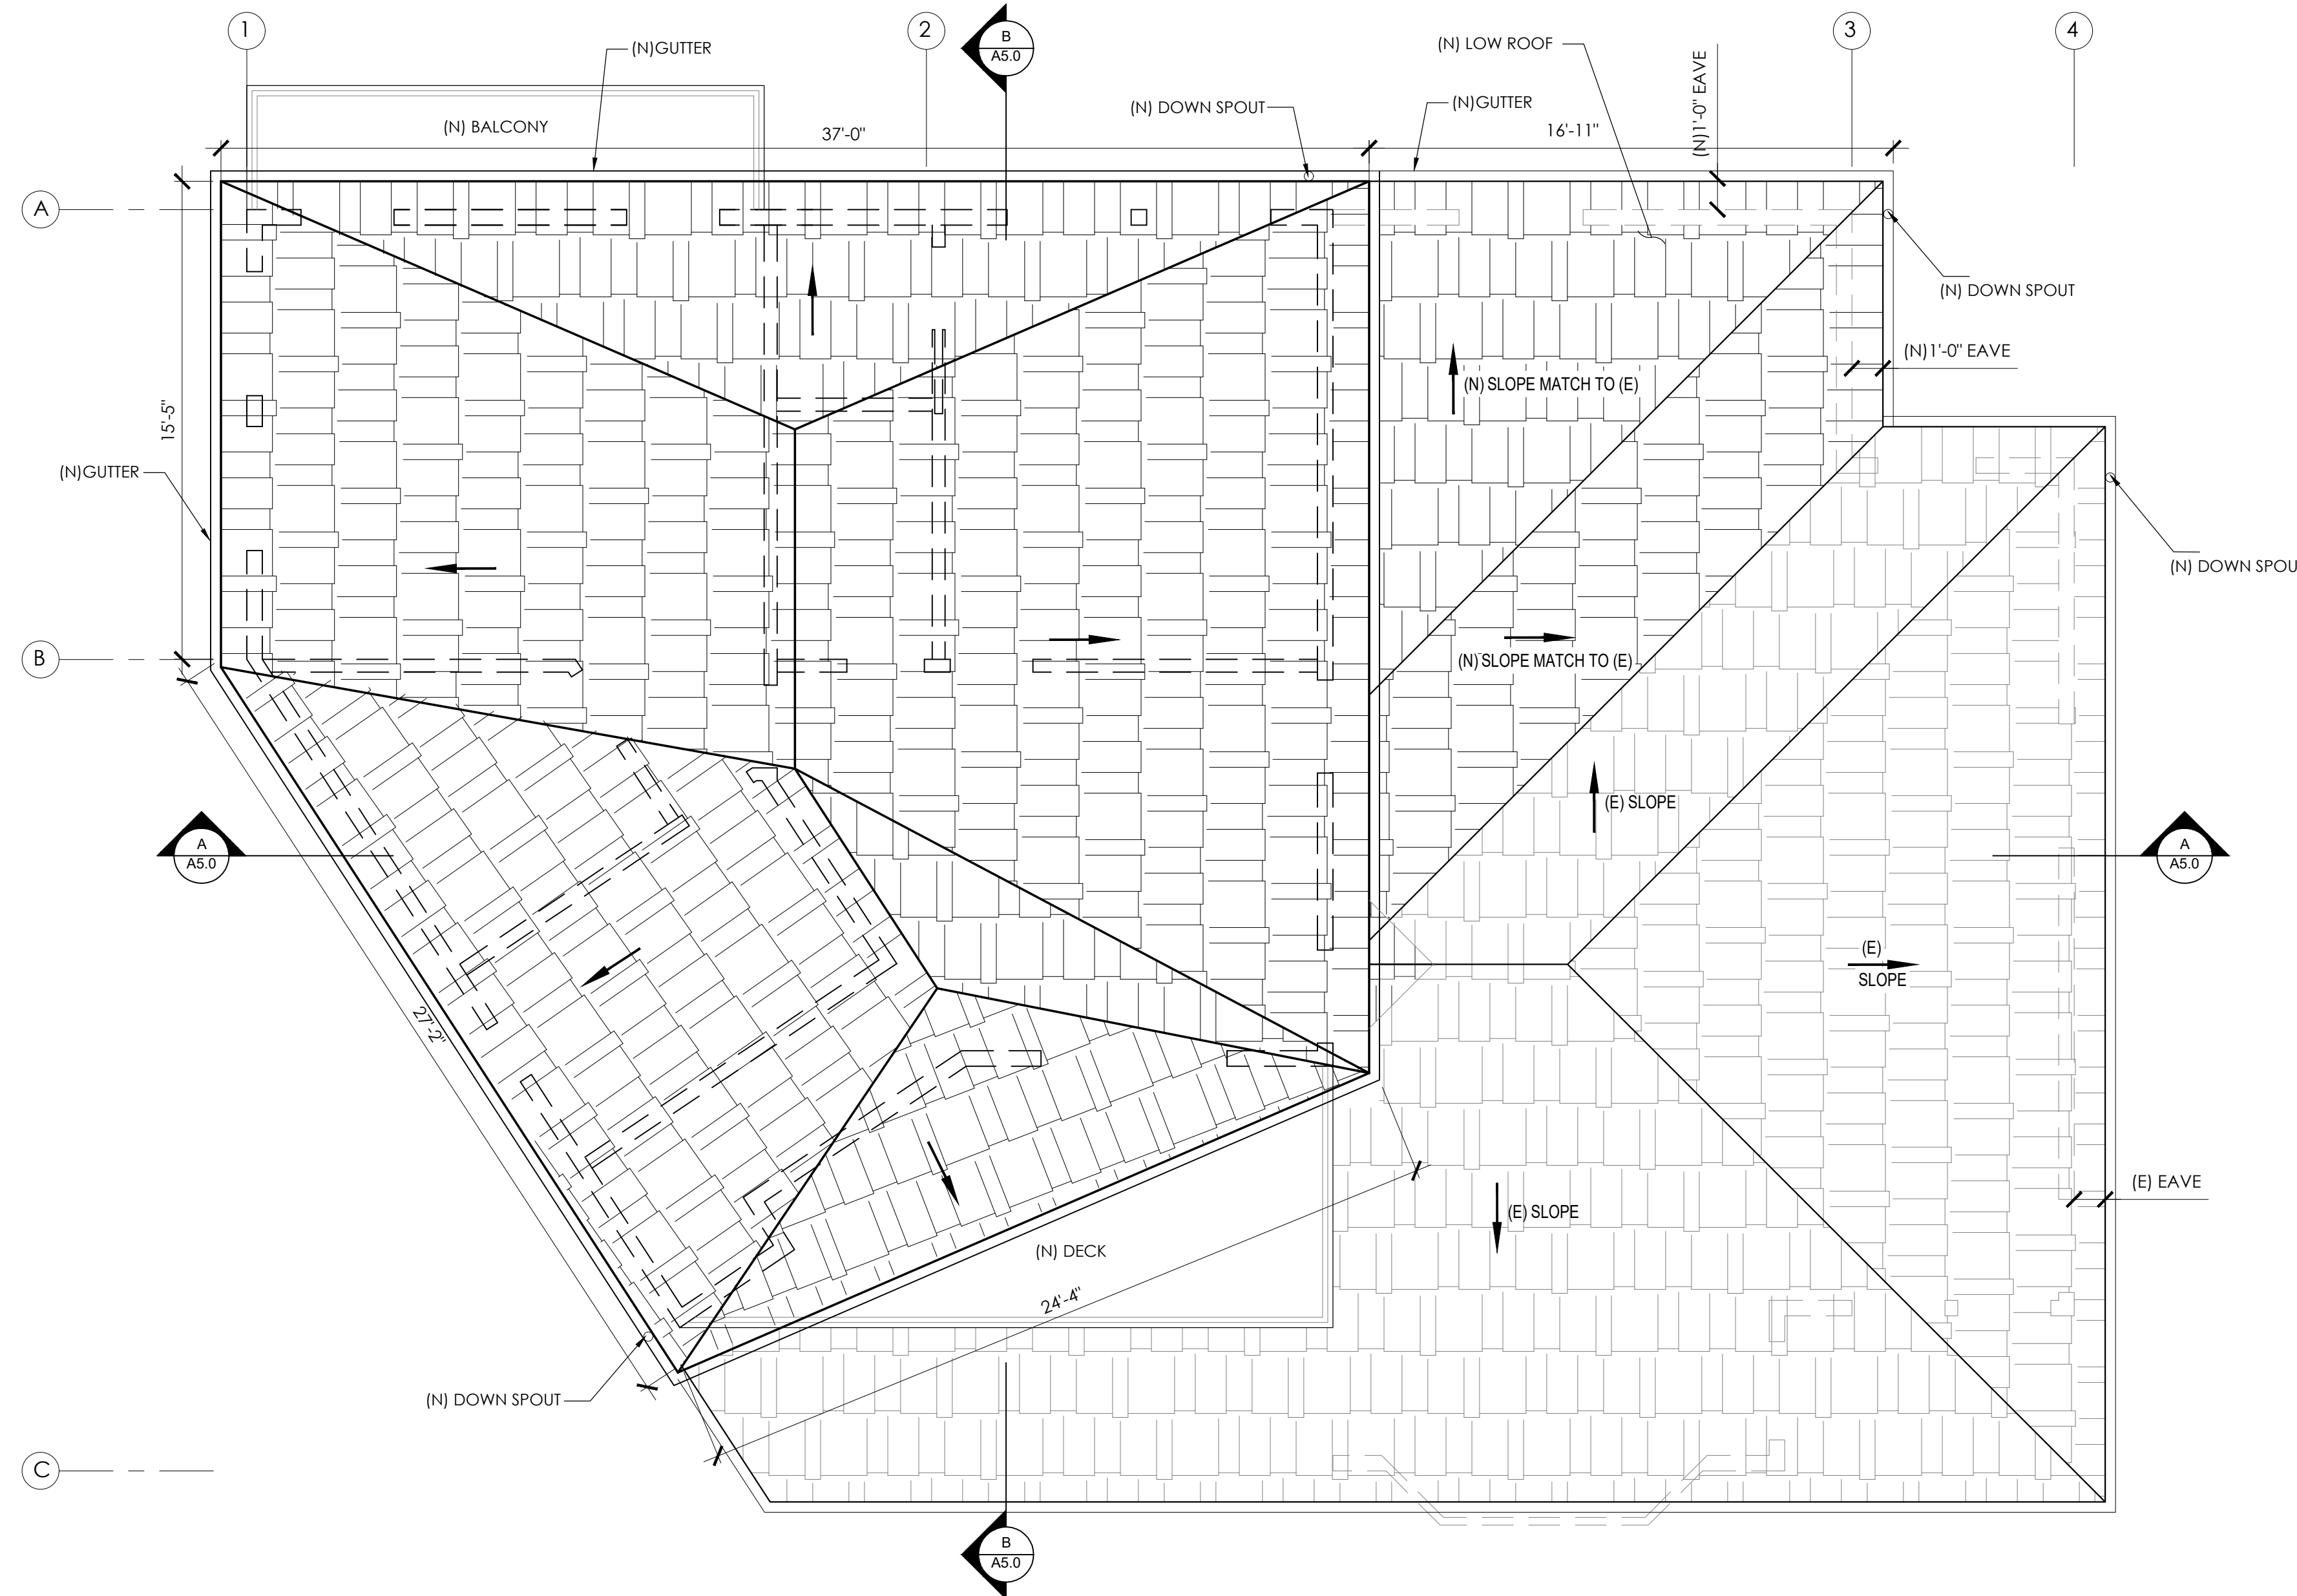 1
2
B
A5.0
3
4
(N)GUTTER
(N) LOW ROOF
(N)1'-0" EAVE
(N) DOWN SPOUT
(N)GUTTER
(N) BALCONY
37'-0"
16'-11"
A
(N) DOWN SPOUT
(N)1'-0" EAVE
(N) SLOPE MATCH TO (E)
15'-5"
(N)GUTTER
(N) DOWN SPOU
B
(N) SLOPE MATCH TO (E)
(E) SLOPE
A
A5.0
A
A5.0
(E)
SLOPE
27'-2"
(E) EAVE
(E) SLOPE
(N) DECK
24'-4"
(N) DOWN SPOUT
C
B
A5.0